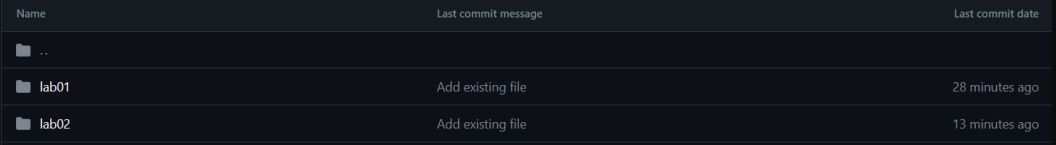 Name Last commit message Last commit date
..
lab01 Add existing file 28 minutes ago
lab02 Add existing file 13 minutes ago